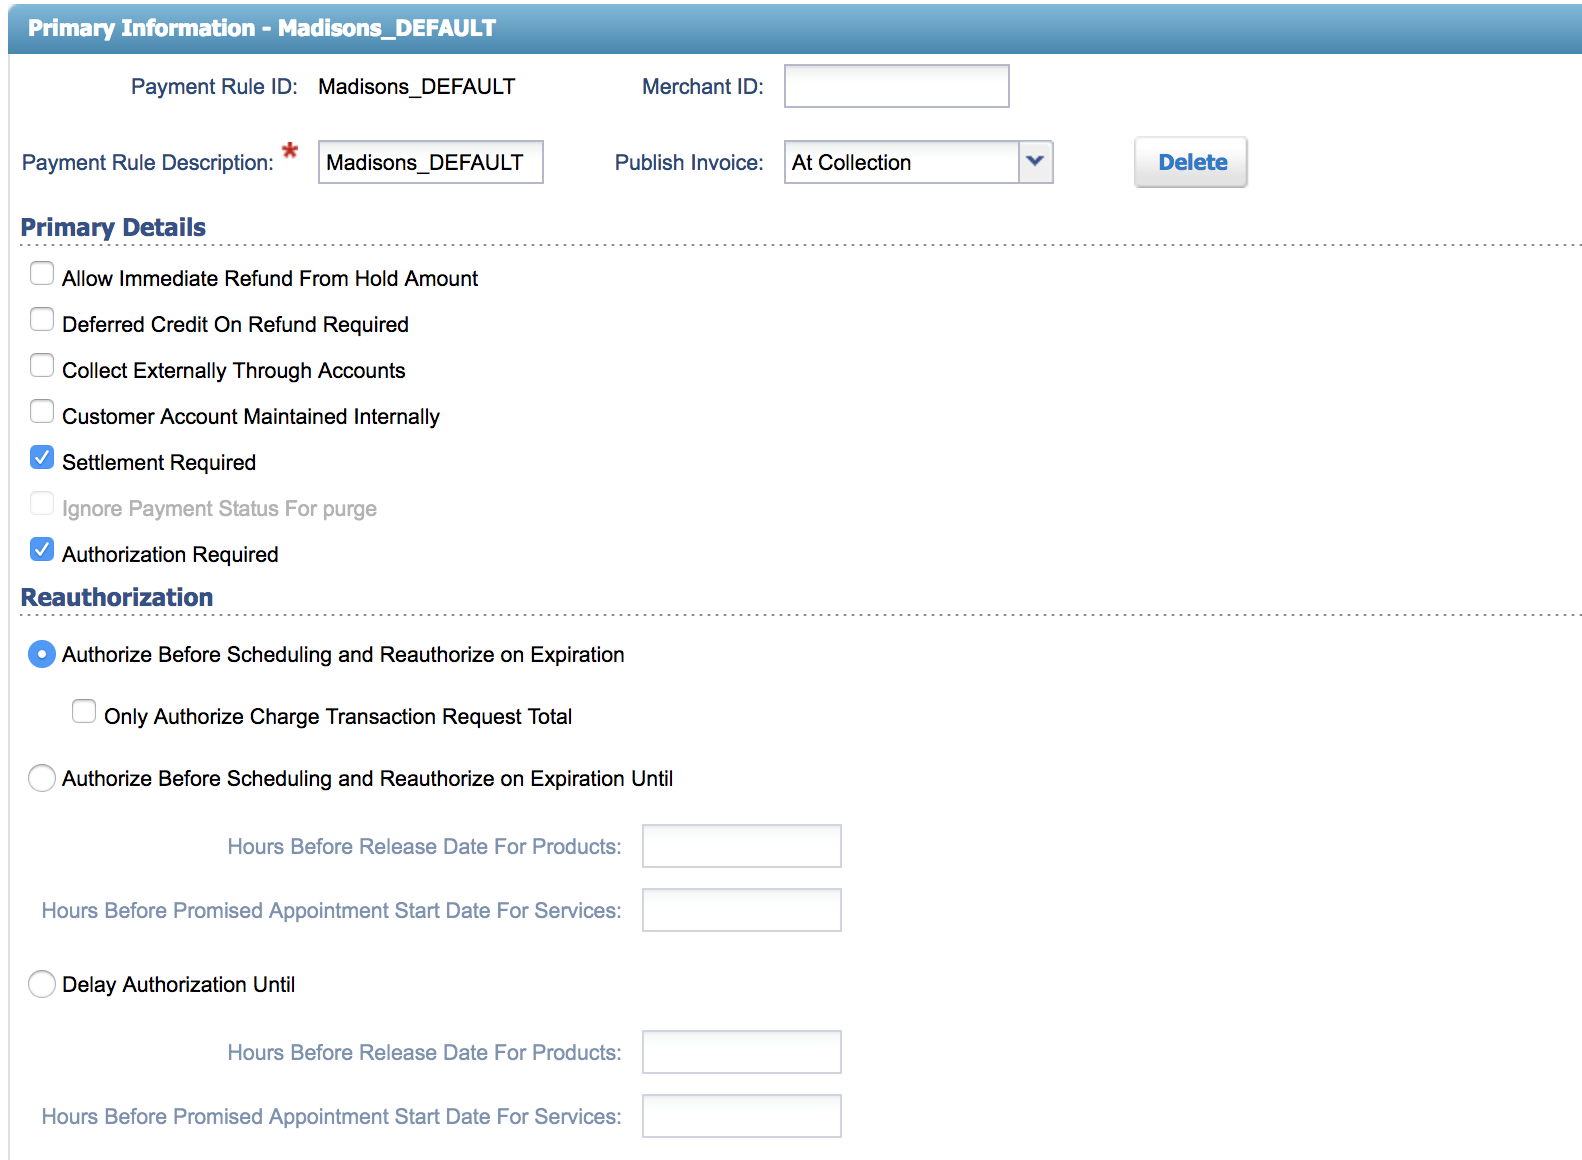 Primary Information - Madisons_DEFAULT
Payment Rule ID: Madisons_DEFAULT Merchant ID:
Payment Rule Description: * Madisons_DEFAULT Publish Invoice: At Collection Delete
Primary Details
Allow Immediate Refund From Hold Amount
Deferred Credit On Refund Required
Collect Externally Through Accounts
Customer Account Maintained Internally
Settlement Required
Ignore Payment Status For purge
Authorization Required
Reauthorization
Authorize Before Scheduling and Reauthorize on Expiration
Only Authorize Charge Transaction Request Total
Authorize Before Scheduling and Reauthorize on Expiration Until
Hours Before Release Date For Products:
Hours Before Promised Appointment Start Date For Services:
Delay Authorization Until
Hours Before Release Date For Products:
Hours Before Promised Appointment Start Date For Services: